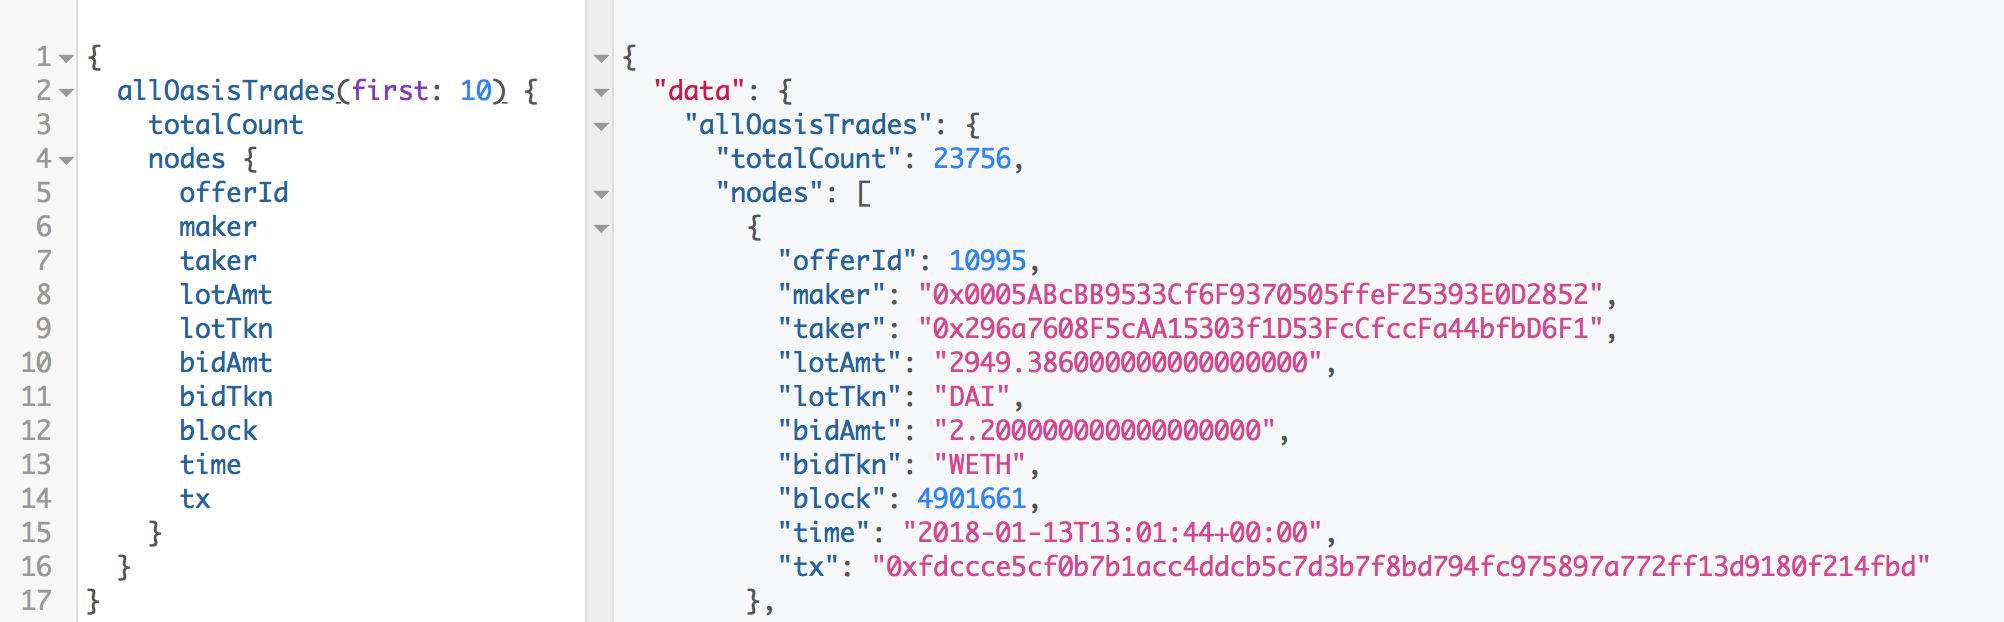 1 {
2 allOasisTrades(first: 10) {
3 totalCount
4 nodes {
5 offerId
6 maker
7 taker
8 lotAmt
9 lotTkn
10 bidAmt
11 bidTkn
12 block
13 time
14 tx
15 }
16 }
17 }
{
"data": {
"allOasisTrades": {
"totalCount": 23756,
"nodes": [
{
"offerId": 10995,
"maker": "0x0005ABcBB9533Cf6F9370505ffeF25393E0D2852",
"taker": "0x296a7608F5cAA15303f1D53FcCfccFa44bfbD6F1",
"lotAmt": "2949.386000000000000000",
"lotTkn": "DAI",
"bidAmt": "2.200000000000000000",
"bidTkn": "WETH",
"block": 4901661,
"time": "2018-01-13T13:01:44+00:00",
"tx": "0xfdccce5cf0b7b1acc4ddcb5c7d3b7f8bd794fc975897a772ff13d9180f214fbd"
},